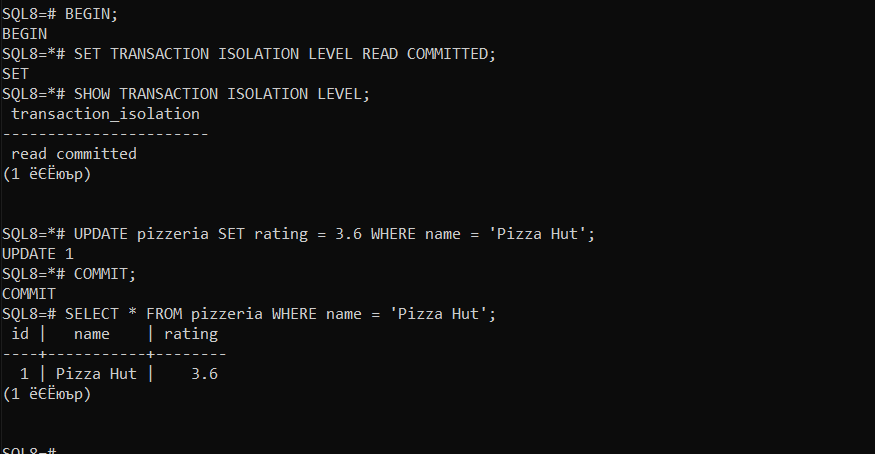 SQL8=# BEGIN;
BEGIN
SQL8=*# SET TRANSACTION ISOLATION LEVEL READ COMMITTED;
SET
SQL8=*# SHOW TRANSACTION ISOLATION LEVEL;
 transaction_isolation
-----------------------
 read committed
(1 ёЄЁюър)
SQL8=*# UPDATE pizzeria SET rating = 3.6 WHERE name = 'Pizza Hut';
UPDATE 1
SQL8=*# COMMIT;
COMMIT
SQL8=# SELECT * FROM pizzeria WHERE name = 'Pizza Hut';
 id |   name    | rating
----+-----------+--------
  1 | Pizza Hut |    3.6
(1 ёЄЁюър)
SQL8=#